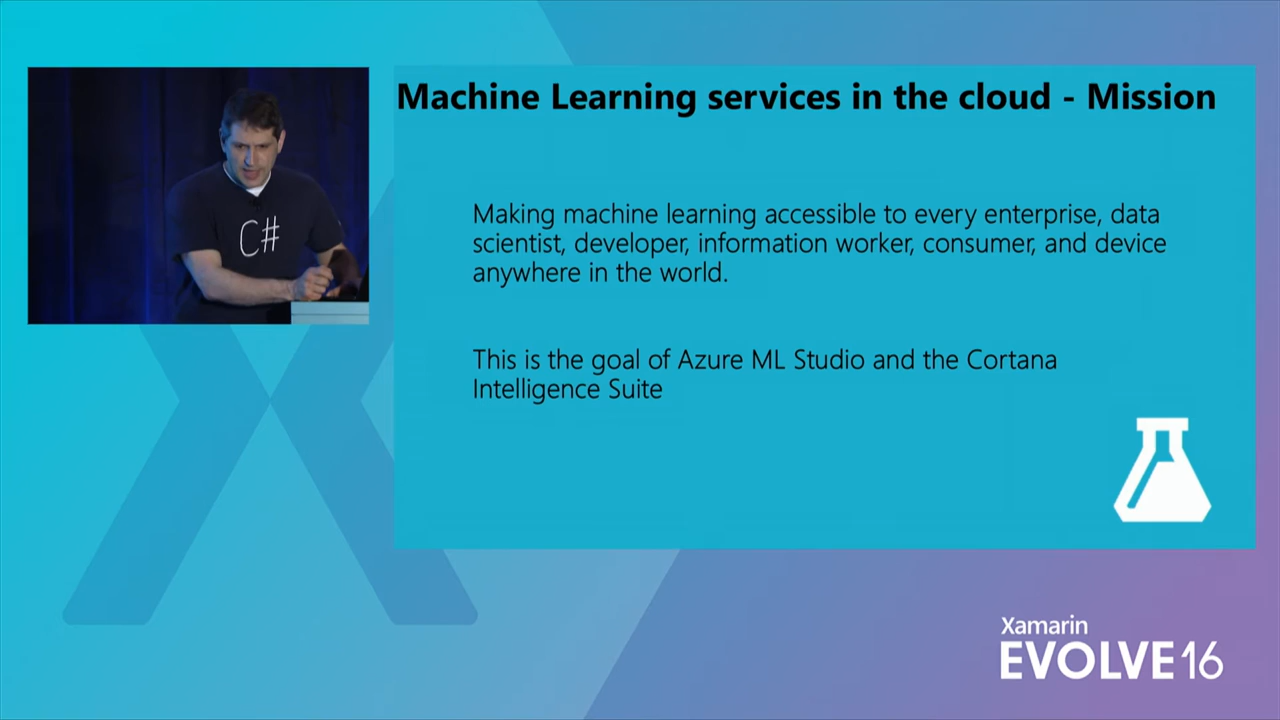 Machine Learning services in the cloud - Mission
C#
Making machine learning accessible to every enterprise, data
scientist, developer, information worker, consumer, and device
anywhere in the world.
This is the goal of Azure ML Studio and the Cortana
Intelligence Suite
Xamarin
EVOLVE16